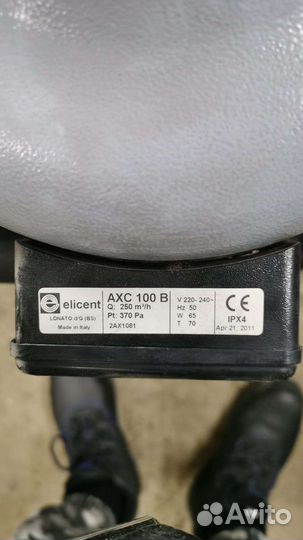 elicent
LONATO d/G (BS)
Made in Italy
AXC 100 B
Q: 250 m³/h
Pt: 370 Pa
2AX1081
V 220- 240~
Hz 50
W 65
T 70
CE
IPX4
Apr 21, 2011
Avito